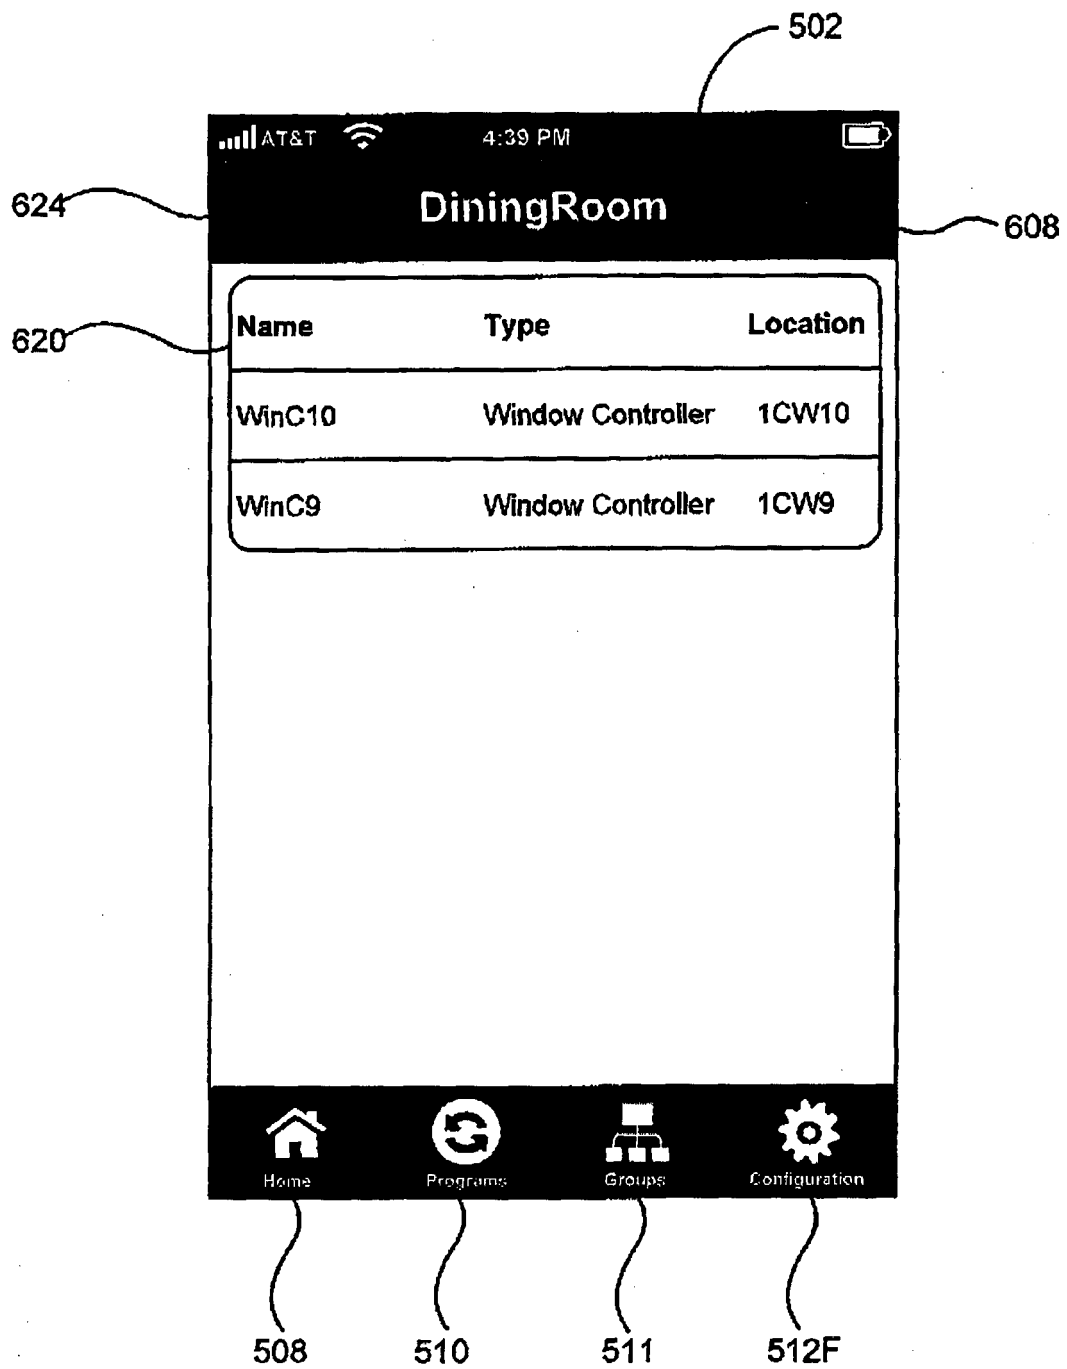 502
AT&T 4:39 PM
624 DiningRoom 608
620 Name Type Location
WinC10 Window Controller 1CW10
WinC9 Window Controller 1CW9
Home Programs Groups Configuration
508 510 511 512F